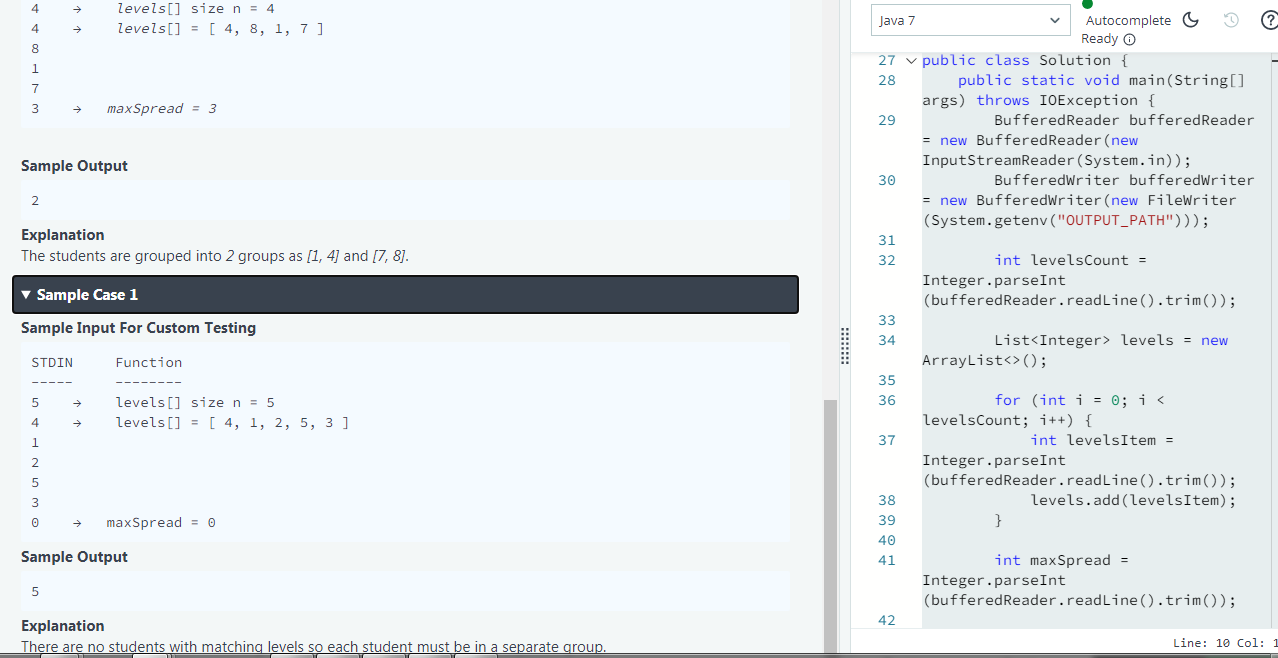 4 → levels[] size n = 4
4 → levels[] = [ 4, 8, 1, 7 ]
8
1
7
3 → maxSpread = 3
Sample Output
2
Explanation
The students are grouped into 2 groups as [1, 4] and [7, 8].
▼ Sample Case 1
Sample Input For Custom Testing
STDIN Function
----- --------
5 → levels[] size n = 5
4 → levels[] = [ 4, 1, 2, 5, 3 ]
1
2
5
3
0 → maxSpread = 0
Sample Output
5
Explanation
There are no students with matching levels so each student must be in a separate group.
Java 7
Autocomplete
Ready
27 public class Solution {
28 public static void main(String[]
args) throws IOException {
29 BufferedReader bufferedReader
= new BufferedReader(new
InputStreamReader(System.in));
30 BufferedWriter bufferedWriter
= new BufferedWriter(new FileWriter
(System.getenv("OUTPUT_PATH")));
31
32 int levelsCount =
Integer.parseInt
(bufferedReader.readLine().trim());
33
34 List<Integer> levels = new
ArrayList<>();
35
36 for (int i = 0; i <
levelsCount; i++) {
37 int levelsItem =
Integer.parseInt
(bufferedReader.readLine().trim());
38 levels.add(levelsItem);
39 }
40
41 int maxSpread =
Integer.parseInt
(bufferedReader.readLine().trim());
42
Line: 10 Col: 1